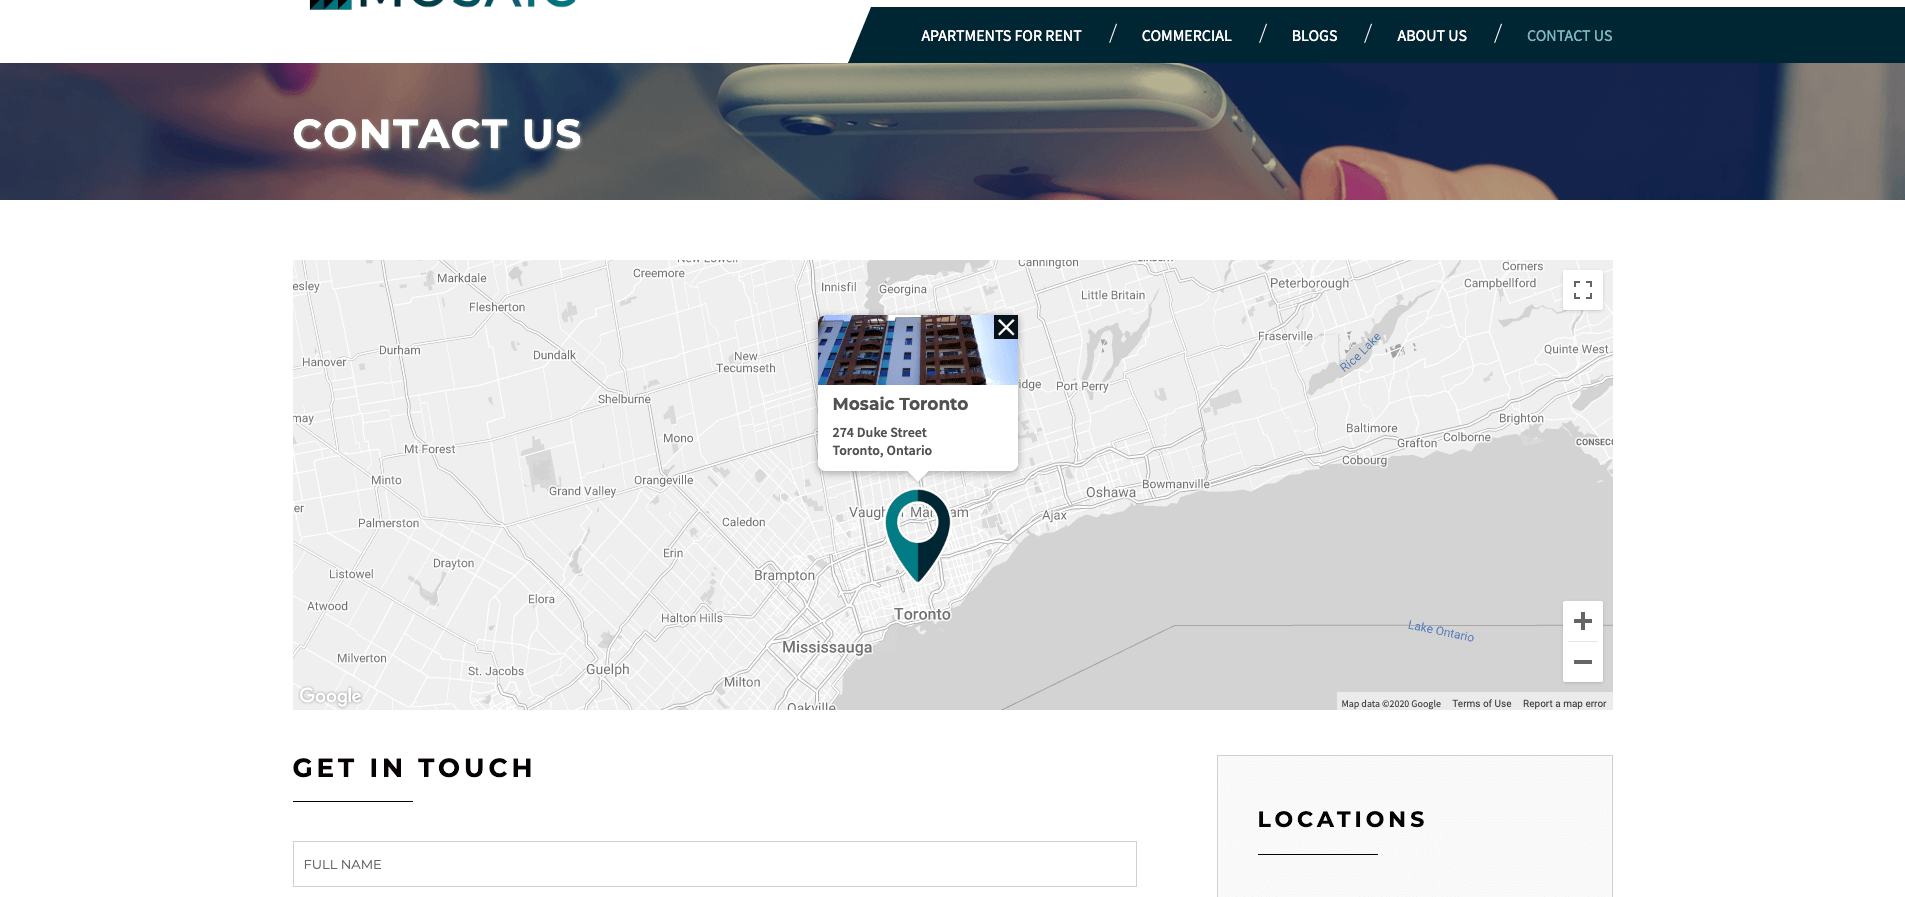 MOSAIC
APARTMENTS FOR RENT / COMMERCIAL / BLOGS / ABOUT US / CONTACT US
CONTACT US
New Lowell
Cannington
Markdale
Creemore
Corners
esley
Innisfil
Georgina
Little Britain
Peterborough
Campbellford
Flesherton
Fraserville
Rice Lake
Durham
Dundalk
New
Tecumseth
Quinte West
Hanover
idge
Port Perry
Shelburne
Mosaic Toronto
274 Duke Street
Toronto, Ontario
may
Mono
Baltimore
Brighton
Mt Forest
Grafton
Colborne
CONSEC
Cobourg
Minto
Grand Valley
Orangeville
Oshawa
Bowmanville
er
Palmerston
Caledon
Ajax
Erin
Drayton
Listowel
Brampton
Atwood
Elora
Halton Hills
Toronto
Lake Ontario
Mississauga
Milverton
St. Jacobs
Guelph
Milton
Oakville
Google
Map data ©2020 Google Terms of Use Report a map error
GET IN TOUCH
LOCATIONS
FULL NAME